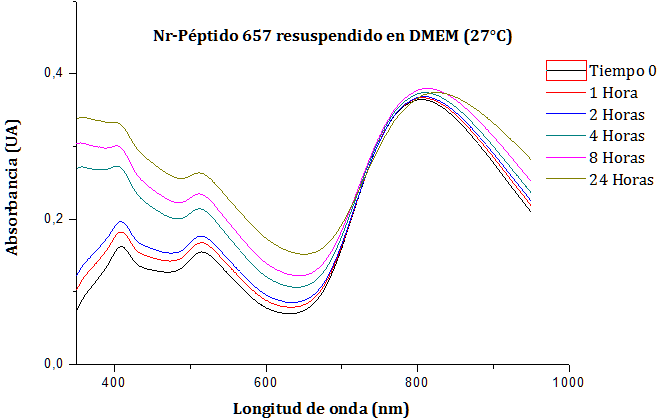 Nr-Péptido 657 resuspendido en DMEM (27°C)
Absorbancia (UA)
0,4
0,2
0,0
Tiempo 0
1 Hora
2 Horas
4 Horas
8 Horas
24 Horas
400
600
800
1000
Longitud de onda (nm)